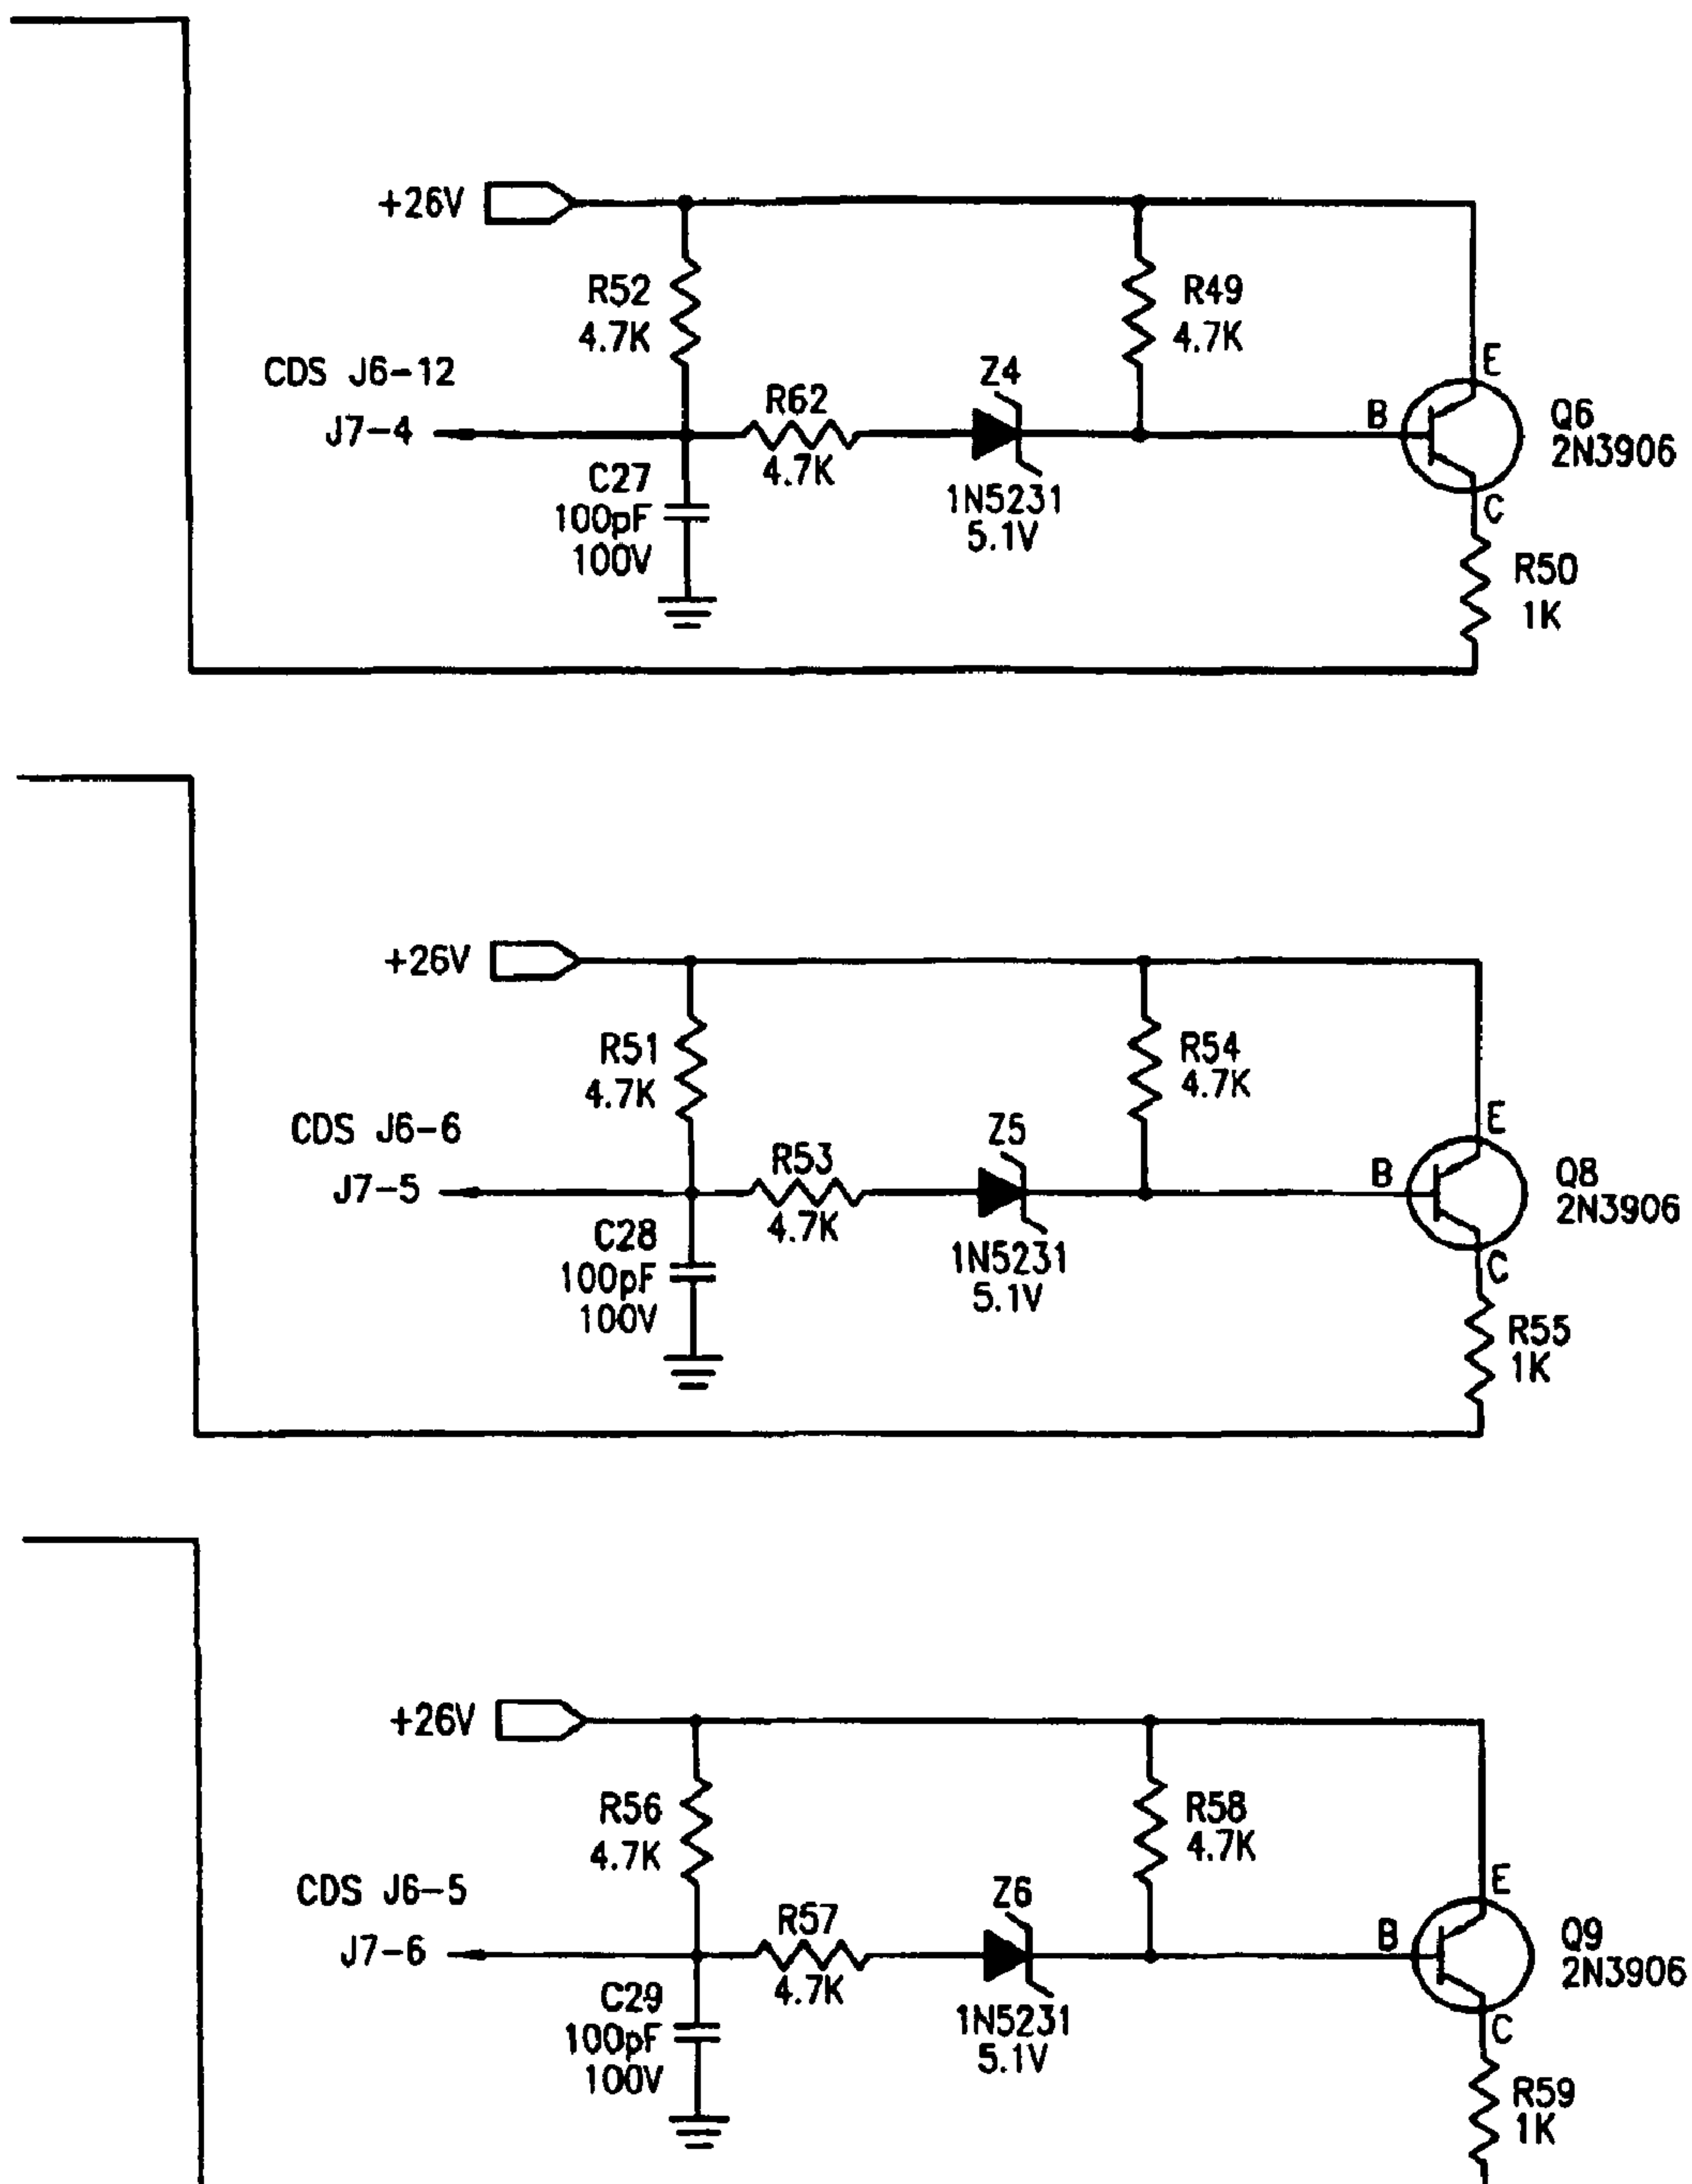 +26V
R52
4.7K
R49
4.7K
CDS J6-12
J7-4
R62
4.7K
Z4
1N5231
5.1V
C27
100pF
100V
E
B
C
Q6
2N3906
R50
1K
+26V
R51
4.7K
R54
4.7K
CDS J6-6
J7-5
R53
4.7K
Z5
1N5231
5.1V
C28
100pF
100V
E
B
C
Q8
2N3906
R55
1K
+26V
R56
4.7K
R58
4.7K
CDS J6-5
J7-6
R57
4.7K
Z6
1N5231
5.1V
C29
100pF
100V
E
B
C
Q9
2N3906
R59
1K